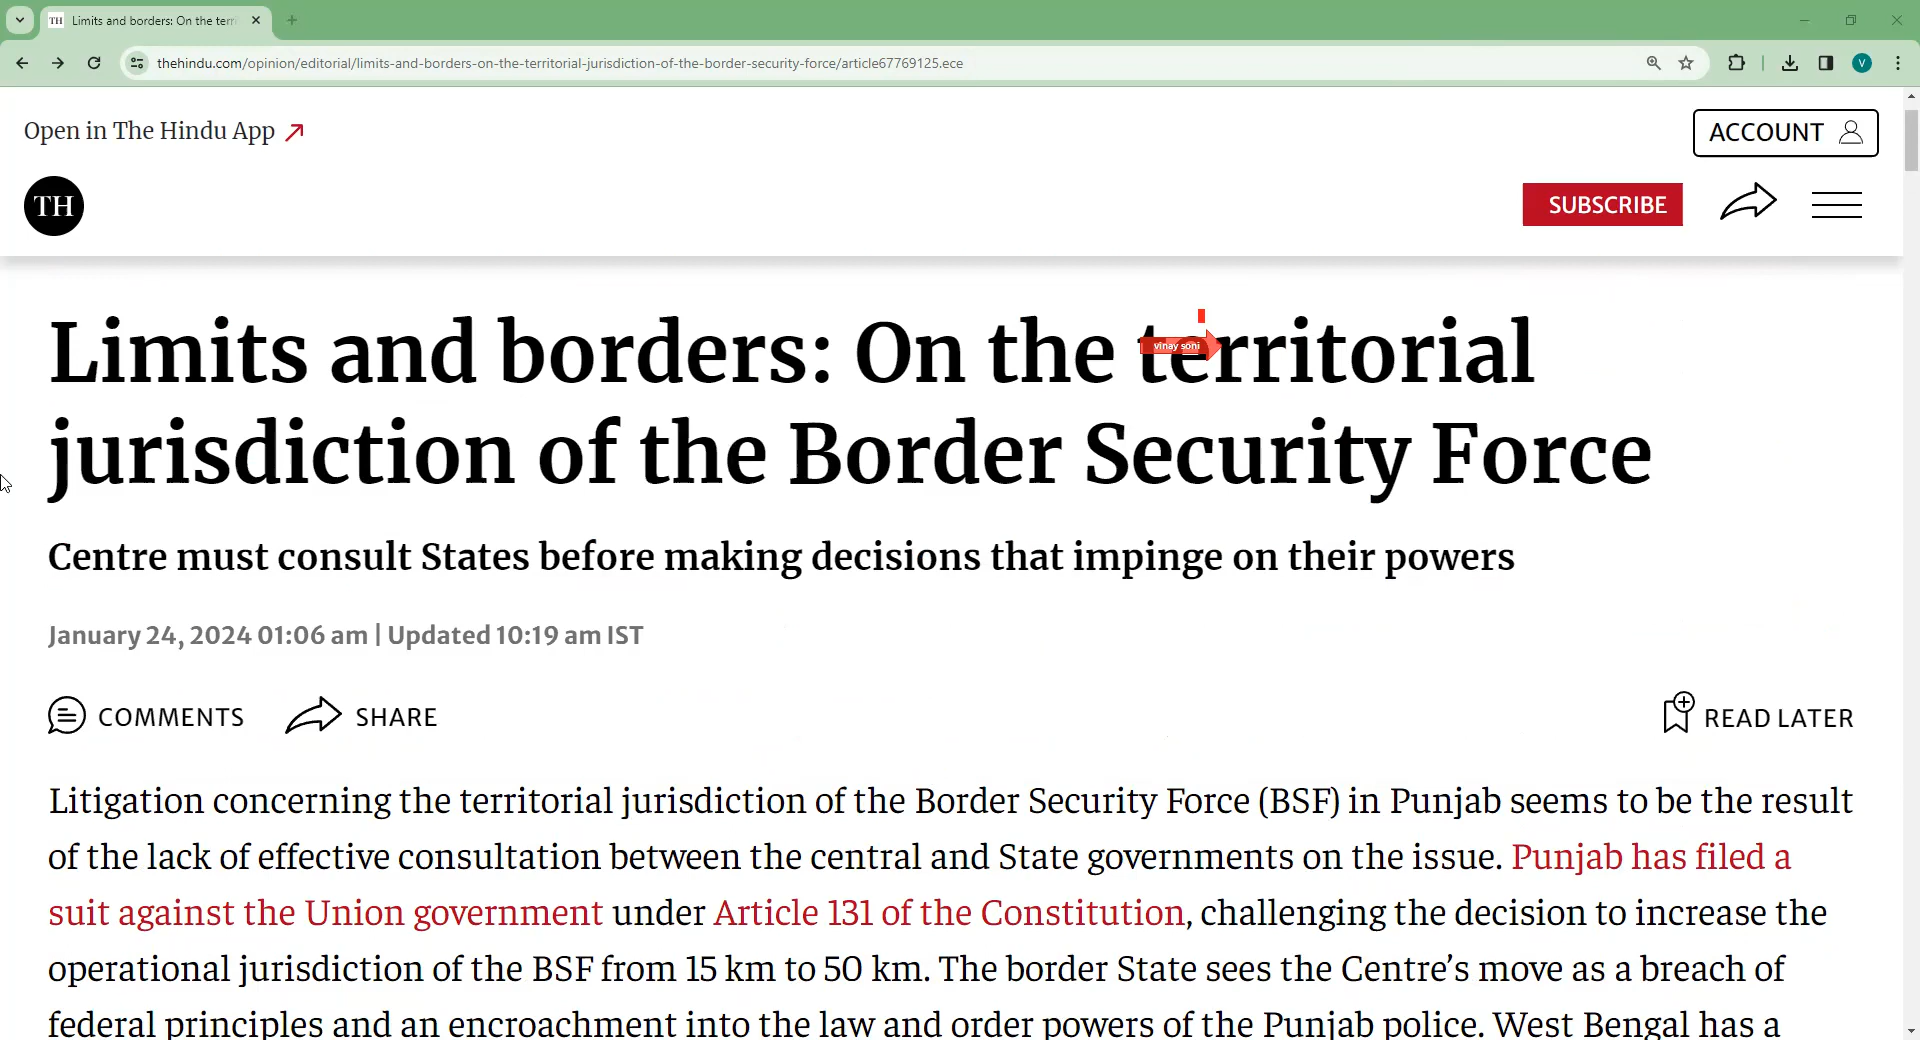 TH Limits and borders: On the terri
thehindu.com/opinion/editorial/limits-and-borders-on-the-territorial-jurisdiction-of-the-border-security-force/article67769125.ece
V
Open in The Hindu App
ACCOUNT
TH
SUBSCRIBE
Limits and borders: On the territorial
vinay soni
jurisdiction of the Border Security Force
Centre must consult States before making decisions that impinge on their powers
January 24, 2024 01:06 am | Updated 10:19 am IST
COMMENTS SHARE READ LATER
Litigation concerning the territorial jurisdiction of the Border Security Force (BSF) in Punjab seems to be the result
of the lack of effective consultation between the central and State governments on the issue. Punjab has filed a
suit against the Union government under Article 131 of the Constitution, challenging the decision to increase the
operational jurisdiction of the BSF from 15 km to 50 km. The border State sees the Centre’s move as a breach of
federal principles and an encroachment into the law and order powers of the Punjab police. West Bengal has a